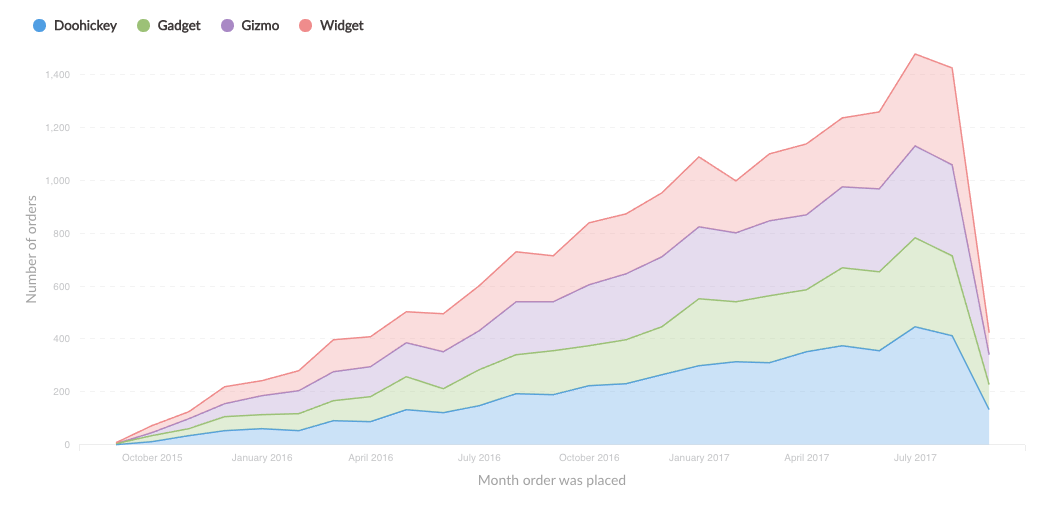 Doohickey Gadget Gizmo Widget
1,400
1,200
1,000
800
600
400
200
0
Number of orders
October 2015 January 2016 April 2016 July 2016 October 2016 January 2017 April 2017 July 2017
Month order was placed